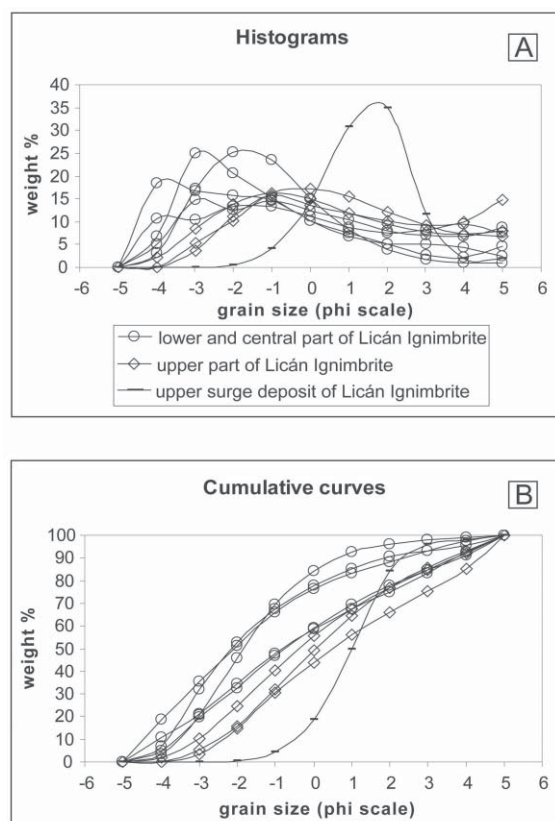 Histograms
A
40
35
30
25
20
15
10
5
0
weight %
-6 -5 -4 -3 -2 -1 0 1 2 3 4 5 6
grain size (phi scale)
lower and central part of Licán Ignimbrite
upper part of Licán Ignimbrite
upper surge deposit of Licán Ignimbrite
Cumulative curves
B
100
90
80
70
60
50
40
30
20
10
0
weight %
-6 -5 -4 -3 -2 -1 0 1 2 3 4 5 6
grain size (phi scale)